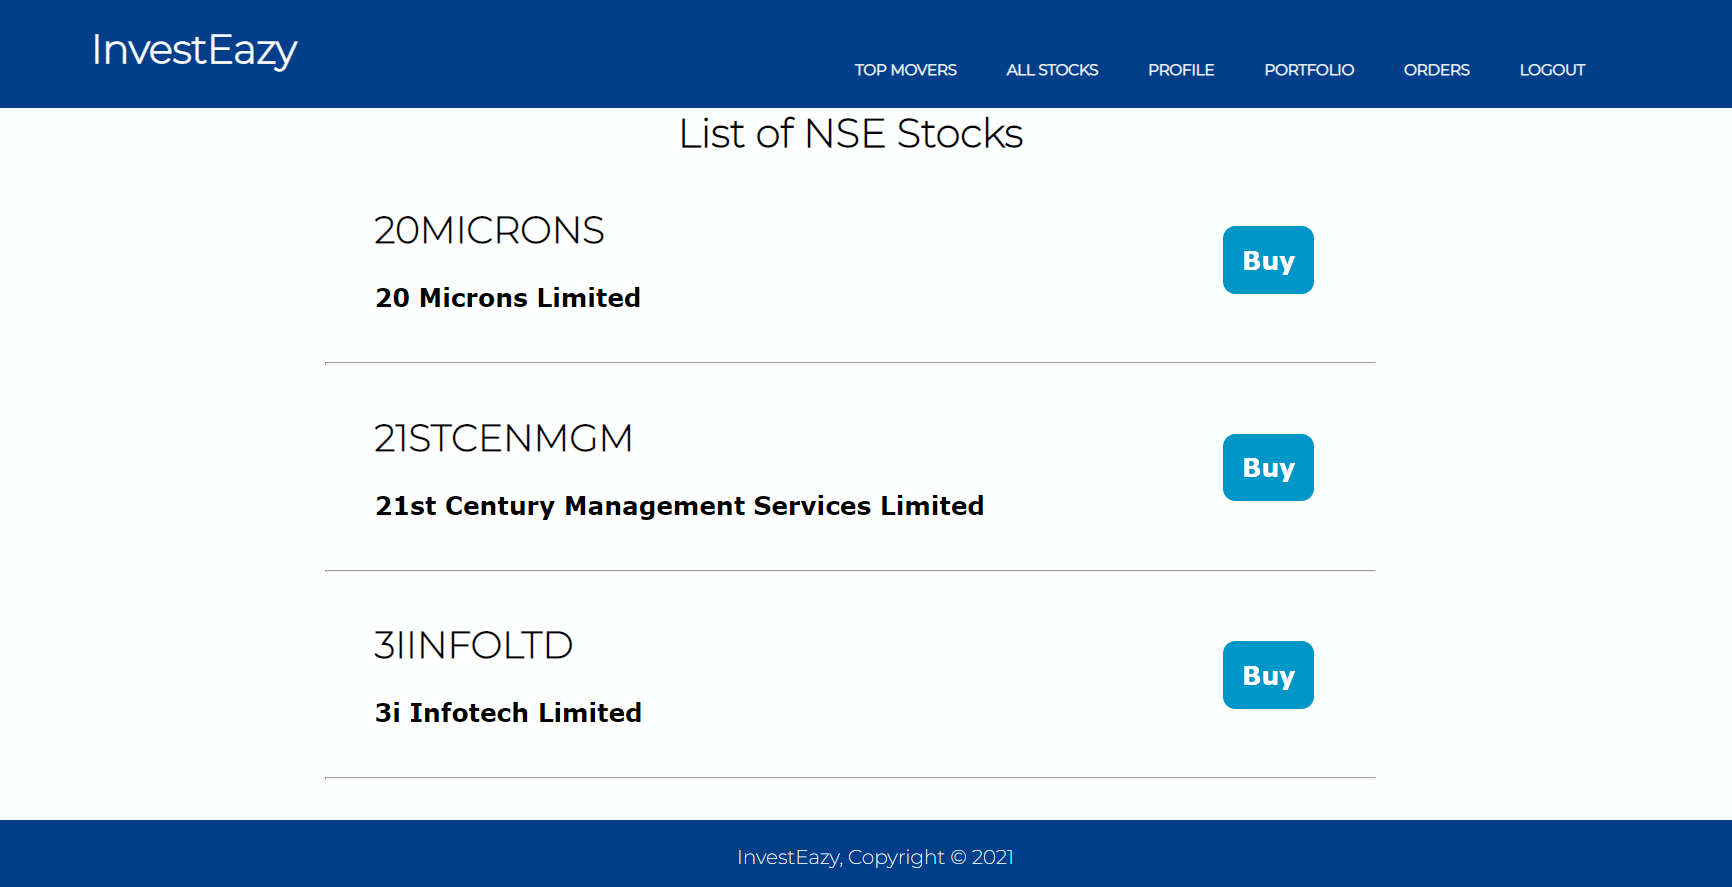 InvestEazy
TOP MOVERS ALL STOCKS PROFILE PORTFOLIO ORDERS LOGOUT
List of NSE Stocks
20MICRONS
Buy
20 Microns Limited
21STCENMGM
Buy
21st Century Management Services Limited
3IINFOLTD
Buy
3i Infotech Limited
InvestEazy, Copyright © 2021